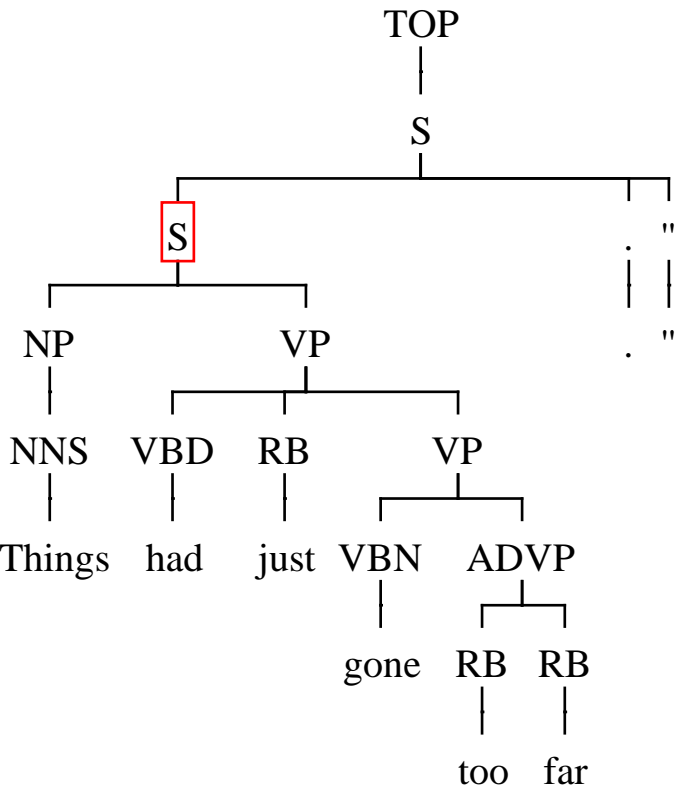 TOP
S
S . "
NP VP . "
NNS VBD RB VP
Things had just VBN ADVP
gone RB RB
too far